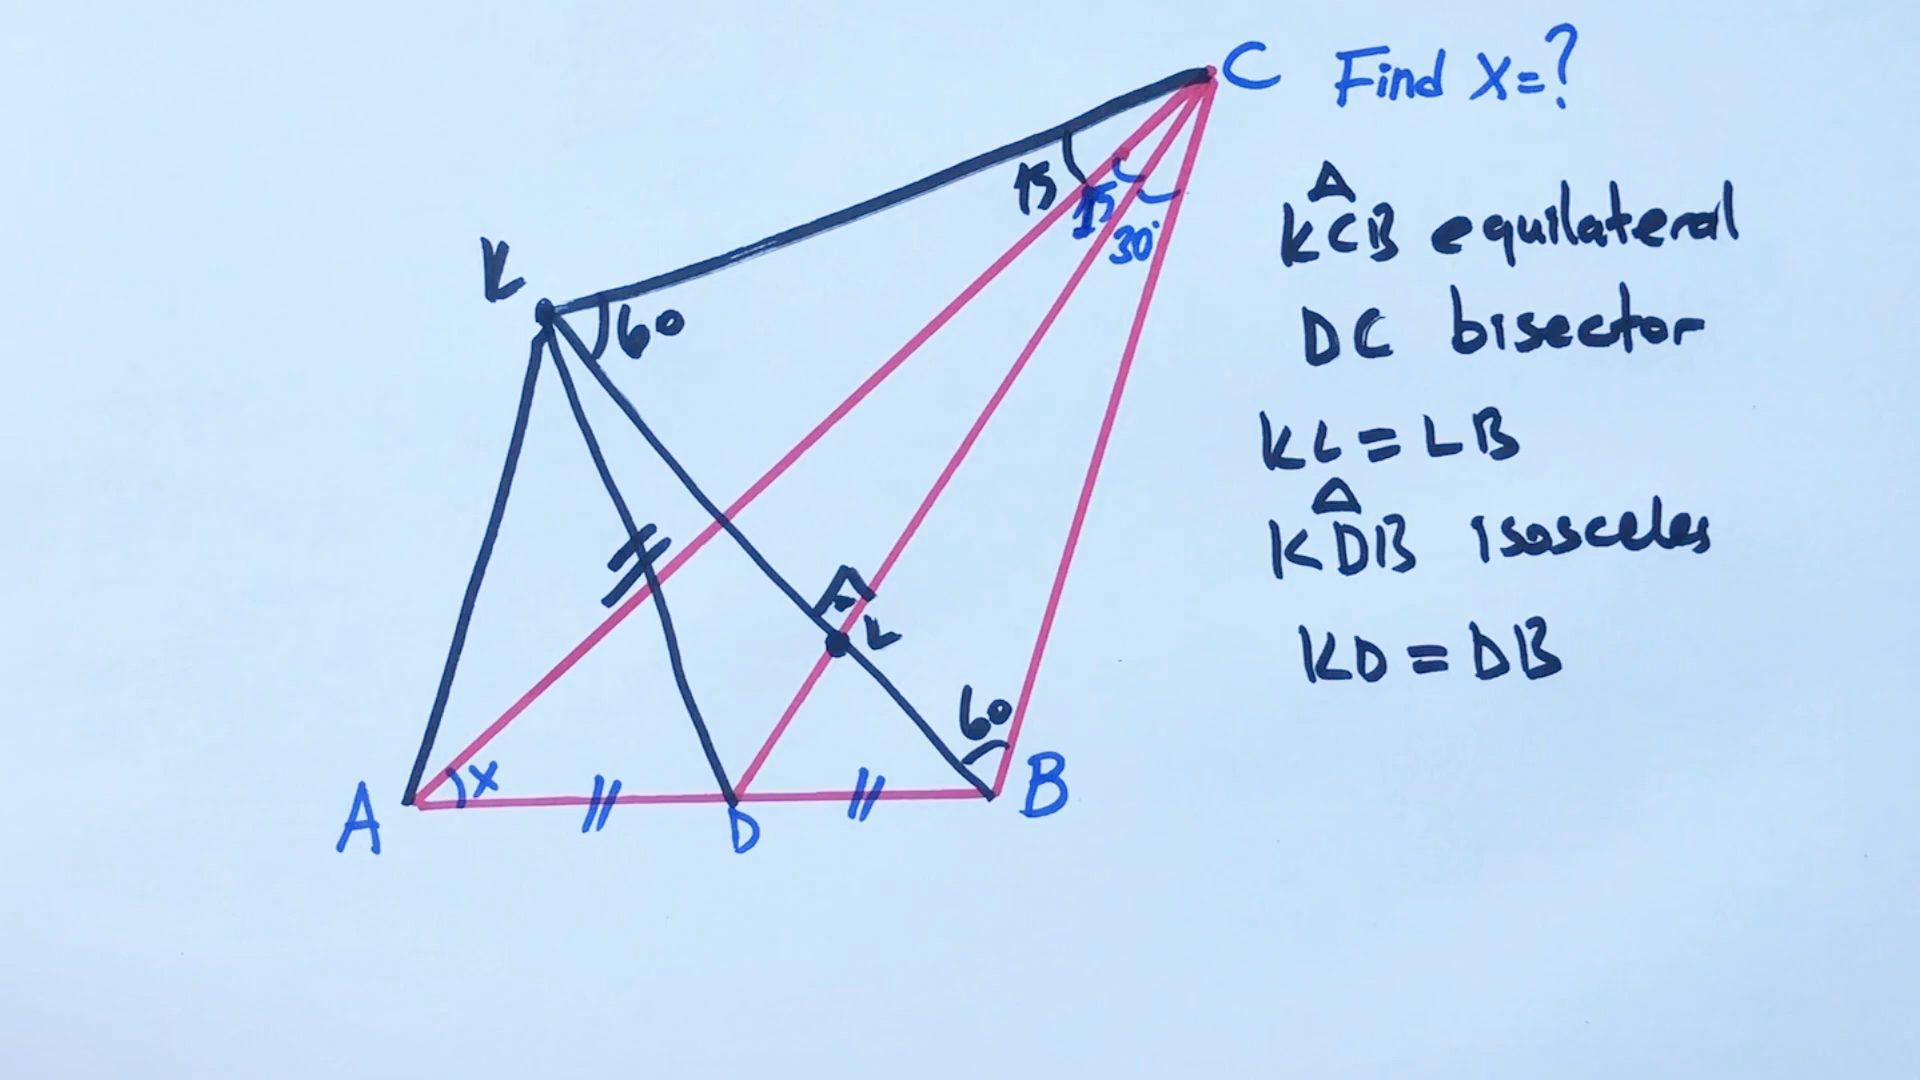 C Find X=?
15 15 30°
K
60
KCB equilateral
DC bisector
KL=LB
KDB isosceles
KD=DB
L
60
A x D B